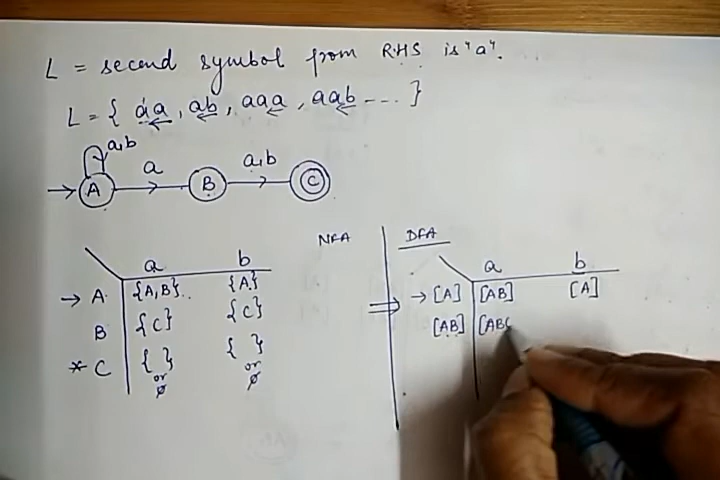 L = second symbol from RHS is "a".
L = { aa, ab, aaa, aab ---- }
a,b
a
a,b
A
B
C
NFA
a b
→ A {A,B} {A}
B {C} {C}
* C { } { }
or or
ø ø
DFA
a b
→ [A] [AB] [A]
[AB] [ABC